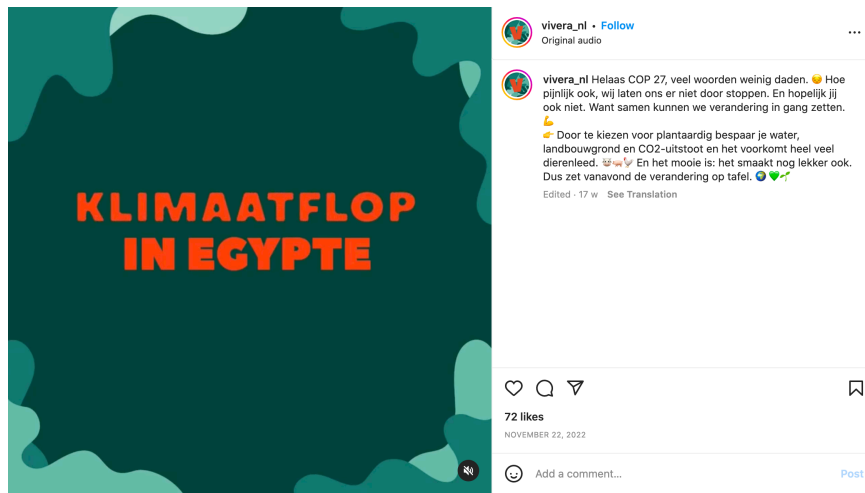 KLIMAATFLOP
IN EGYPTE
vivera_nl • Follow
Original audio
vivera_nl Helaas COP 27, veel woorden weinig daden. 😔 Hoe
pijnlijk ook, wij laten ons er niet door stoppen. En hopelijk jij
ook niet. Want samen kunnen we verandering in gang zetten.
💪
👉 Door te kiezen voor plantaardig bespaar je water,
landbouwgrond en CO2-uitstoot en het voorkomt heel veel
dierenleed. 🐮🐖🐓 En het mooie is: het smaakt nog lekker ook.
Dus zet vanavond de verandering op tafel. 🌍💚🌱
Edited · 17 w See Translation
72 likes
NOVEMBER 22, 2022
Add a comment... Post